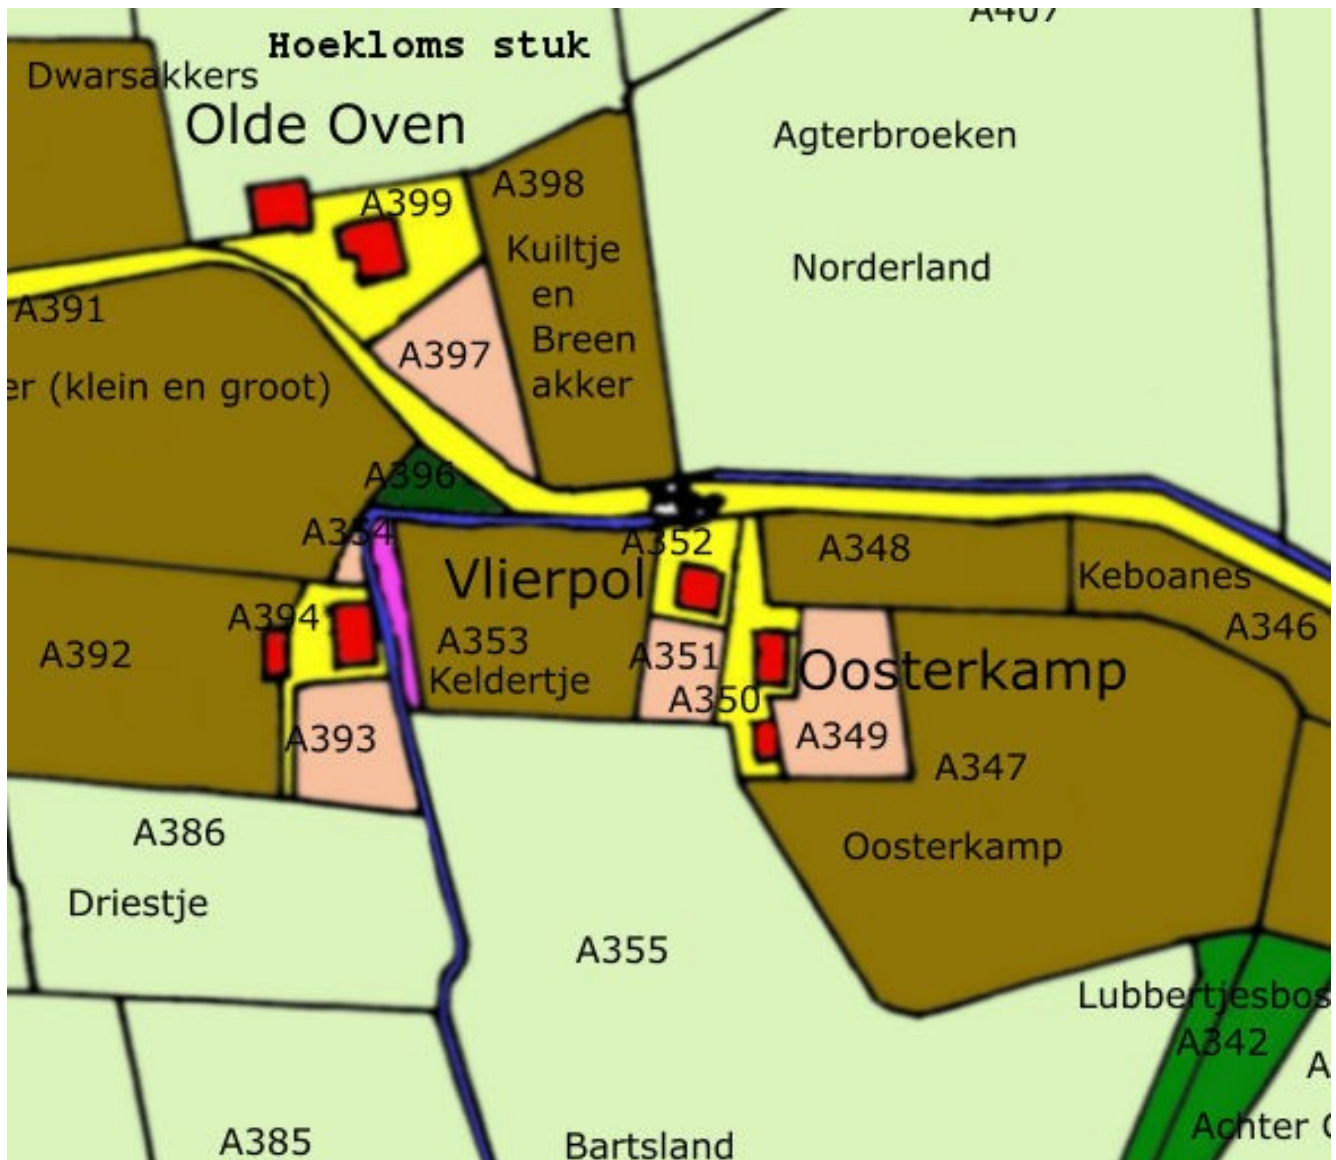 A407
Hoekloms stuk
Dwarsakkers
Olde Oven
Agterbroeken
A398
A399
Kuiltje
en
Breen
akker
Norderland
A391
A397
er (klein en groot)
A396
A354
A352
A348
Vlierpol
Keboanes
A394
A346
A392
A353
A351
Oosterkamp
Keldertje
A350
A393
A349
A347
A386
Oosterkamp
Driestje
A355
Lubbertjesbos
A342
A
Achter
A385
Bartsland